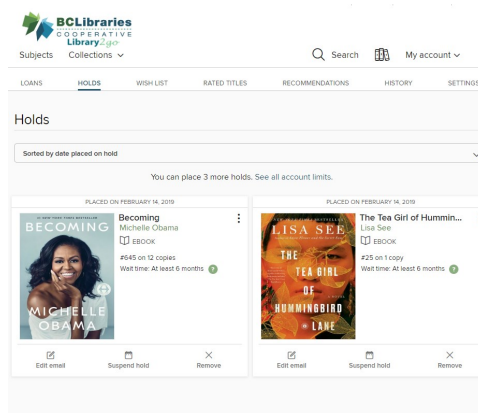 BCLibraries
COOPERATIVE
Library2go
Subjects Collections Search My account
LOANS HOLDS WISH LIST RATED TITLES RECOMMENDATIONS HISTORY SETTINGS
Holds
Sorted by date placed on hold
You can place 3 more holds. See all account limits.
PLACED ON FEBRUARY 14, 2019
BECOMING
MICHELLE
OBAMA
Becoming
Michelle Obama
EBOOK
#645 on 12 copies
Wait time: At least 6 months ?
Edit email Suspend hold Remove
PLACED ON FEBRUARY 14, 2019
LISA SEE
THE
TEA GIRL
OF
HUMMINGBIRD
LANE
The Tea Girl of Hummin...
Lisa See
EBOOK
#25 on 1 copy
Wait time: At least 6 months ?
Edit email Suspend hold Remove